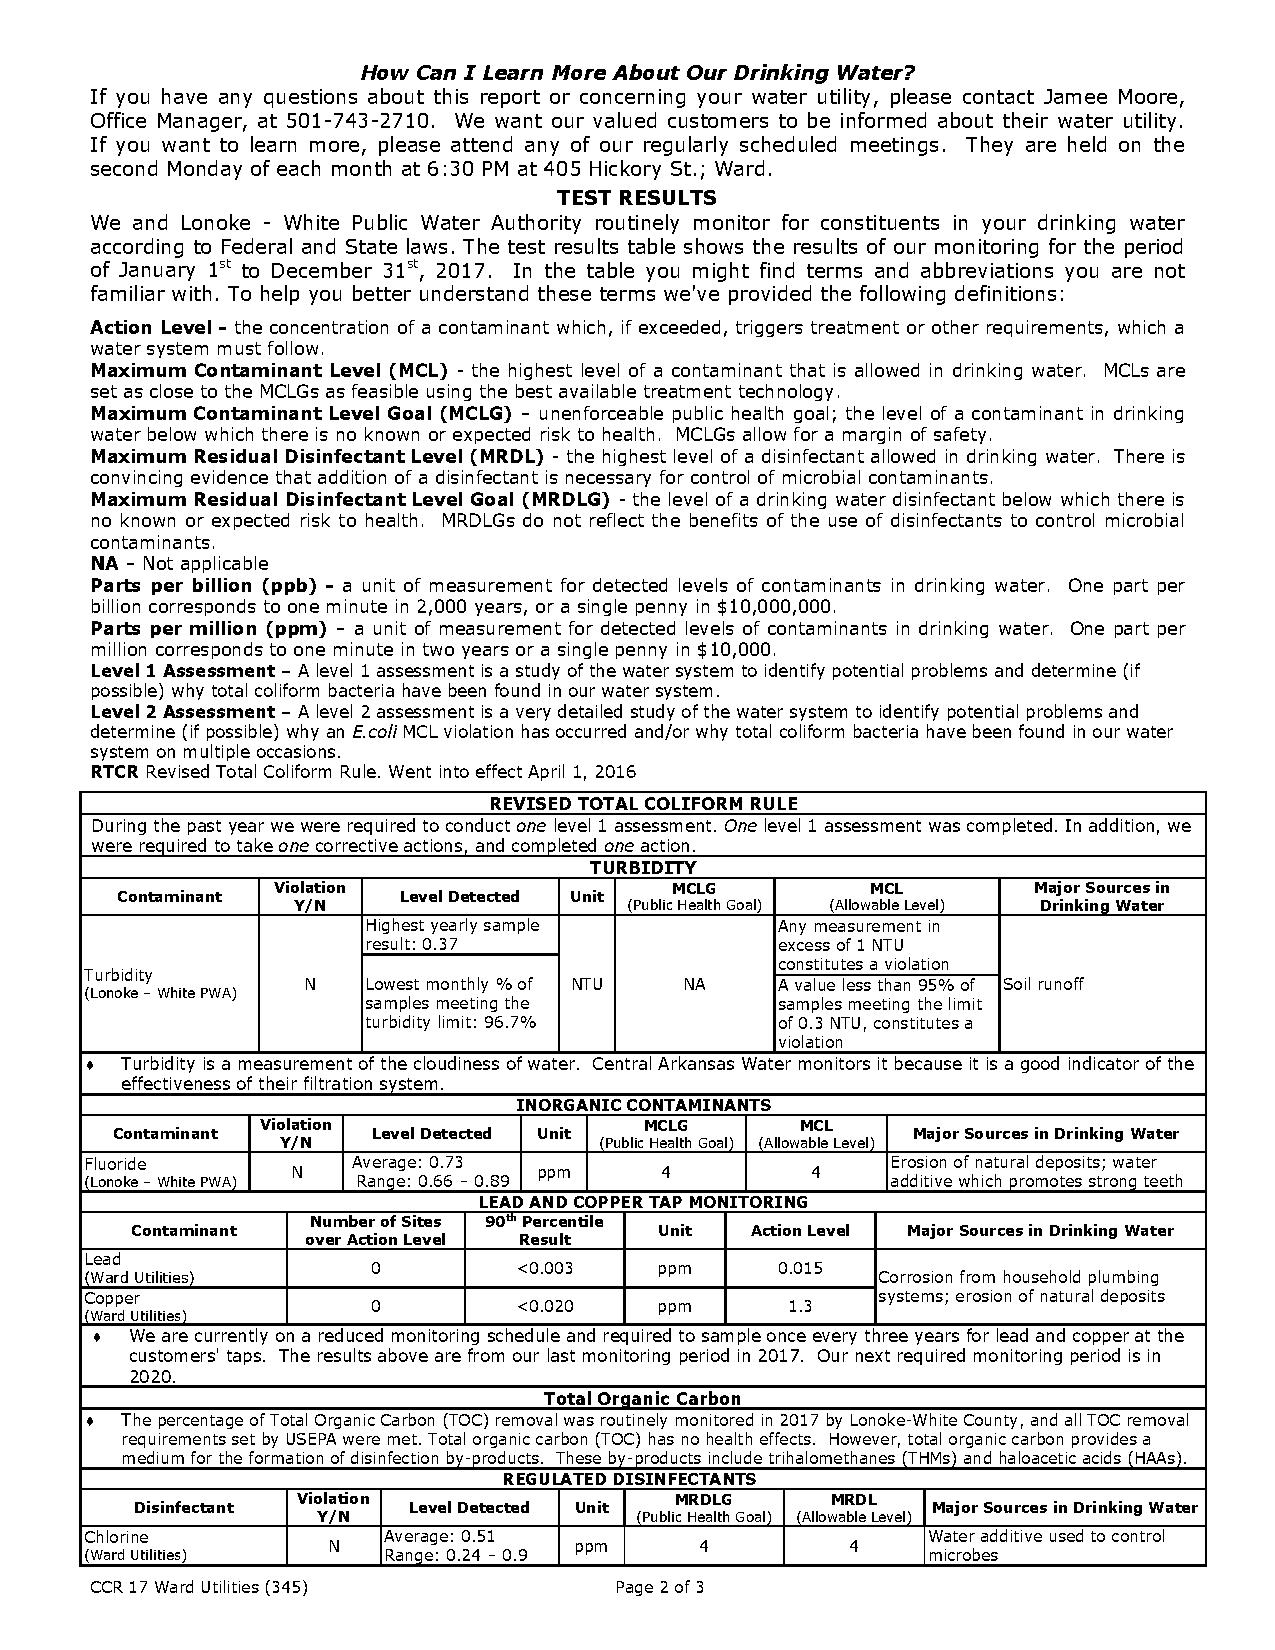 How Can I Learn More About Our Drinking Water?
If you have any questions about this report or concerning your water utility, please contact Jamee Moore,
Office Manager, at 501-743-2710. We want our valued customers to be informed about their water utility.
If you want to learn more, please attend any of our regularly scheduled meetings. They are held on the
second Monday of each month at 6:30 PM at 405 Hickory St.; Ward.
TEST RESULTS
We and Lonoke - White Public Water Authority routinely monitor for constituents in your drinking water
according to Federal and State laws. The test results table shows the results of our monitoring for the period
of January 1st to December 31st, 2017. In the table you might find terms and abbreviations you are not
familiar with. To help you better understand these terms we've provided the following definitions:
Action Level – the concentration of a contaminant which, if exceeded, triggers treatment or other requirements, which a
water system must follow.
Maximum Contaminant Level (MCL) - the highest level of a contaminant that is allowed in drinking water. MCLs are
set as close to the MCLGs as feasible using the best available treatment technology.
Maximum Contaminant Level Goal (MCLG) – unenforceable public health goal; the level of a contaminant in drinking
water below which there is no known or expected risk to health. MCLGs allow for a margin of safety.
Maximum Residual Disinfectant Level (MRDL) - the highest level of a disinfectant allowed in drinking water. There is
convincing evidence that addition of a disinfectant is necessary for control of microbial contaminants.
Maximum Residual Disinfectant Level Goal (MRDLG) - the level of a drinking water disinfectant below which there is
no known or expected risk to health. MRDLGs do not reflect the benefits of the use of disinfectants to control microbial
contaminants.
NA – Not applicable
Parts per billion (ppb) – a unit of measurement for detected levels of contaminants in drinking water. One part per
billion corresponds to one minute in 2,000 years, or a single penny in $10,000,000.
Parts per million (ppm) – a unit of measurement for detected levels of contaminants in drinking water. One part per
million corresponds to one minute in two years or a single penny in $10,000.
Level 1 Assessment – A level 1 assessment is a study of the water system to identify potential problems and determine (if
possible) why total coliform bacteria have been found in our water system.
Level 2 Assessment – A level 2 assessment is a very detailed study of the water system to identify potential problems and
determine (if possible) why an E.coli MCL violation has occurred and/or why total coliform bacteria have been found in our water
system on multiple occasions.
RTCR Revised Total Coliform Rule. Went into effect April 1, 2016
REVISED TOTAL COLIFORM RULE
During the past year we were required to conduct one level 1 assessment. One level 1 assessment was completed. In addition, we
were required to take one corrective actions, and completed one action.
TURBIDITY
Contaminant Violation Y/N Level Detected Unit MCLG (Public Health Goal) MCL (Allowable Level) Major Sources in Drinking Water
Turbidity
(Lonoke – White PWA)
N
Highest yearly sample
result: 0.37
Lowest monthly % of
samples meeting the
turbidity limit: 96.7%
NTU
NA
Any measurement in
excess of 1 NTU
constitutes a violation
A value less than 95% of
samples meeting the limit
of 0.3 NTU, constitutes a
violation
Soil runoff
♦ Turbidity is a measurement of the cloudiness of water. Central Arkansas Water monitors it because it is a good indicator of the
effectiveness of their filtration system.
INORGANIC CONTAMINANTS
Contaminant Violation Y/N Level Detected Unit MCLG (Public Health Goal) MCL (Allowable Level) Major Sources in Drinking Water
Fluoride
(Lonoke – White PWA)
N
Average: 0.73
Range: 0.66 – 0.89
ppm
4
4
Erosion of natural deposits; water
additive which promotes strong teeth
LEAD AND COPPER TAP MONITORING
Contaminant Number of Sites over Action Level 90th Percentile Result Unit Action Level Major Sources in Drinking Water
Lead
(Ward Utilities)
0
<0.003
ppm
0.015
Copper
(Ward Utilities)
0
<0.020
ppm
1.3
Corrosion from household plumbing
systems; erosion of natural deposits
♦ We are currently on a reduced monitoring schedule and required to sample once every three years for lead and copper at the
customers' taps. The results above are from our last monitoring period in 2017. Our next required monitoring period is in
2020.
Total Organic Carbon
♦ The percentage of Total Organic Carbon (TOC) removal was routinely monitored in 2017 by Lonoke-White County, and all TOC removal
requirements set by USEPA were met. Total organic carbon (TOC) has no health effects. However, total organic carbon provides a
medium for the formation of disinfection by-products. These by-products include trihalomethanes (THMs) and haloacetic acids (HAAs).
REGULATED DISINFECTANTS
Disinfectant Violation Y/N Level Detected Unit MRDLG (Public Health Goal) MRDL (Allowable Level) Major Sources in Drinking Water
Chlorine
(Ward Utilities)
N
Average: 0.51
Range: 0.24 – 0.9
ppm
4
4
Water additive used to control
microbes
CCR 17 Ward Utilities (345) Page 2 of 3